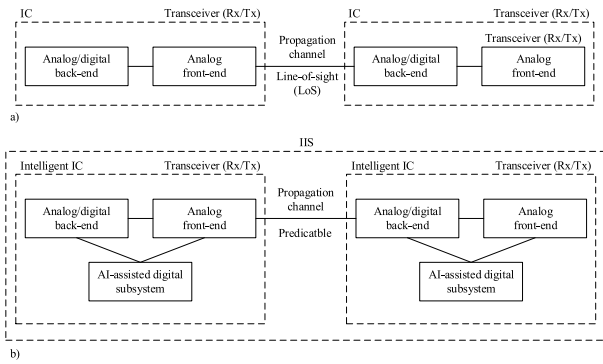 IC
Transceiver (Rx/Tx)
Analog/digital
back-end
Analog
front-end
Propagation
channel
Line-of-sight
(LoS)
IC
Transceiver (Rx/Tx)
Transceiver (Rx/Tx)
Analog/digital
back-end
Analog
front-end
a)
IIS
Intelligent IC
Transceiver (Rx/Tx)
Analog/digital
back-end
Analog
front-end
AI-assisted digital
subsystem
Propagation
channel
Predicatble
Intelligent IC
Transceiver (Rx/Tx)
Analog/digital
back-end
Analog
front-end
AI-assisted digital
subsystem
b)